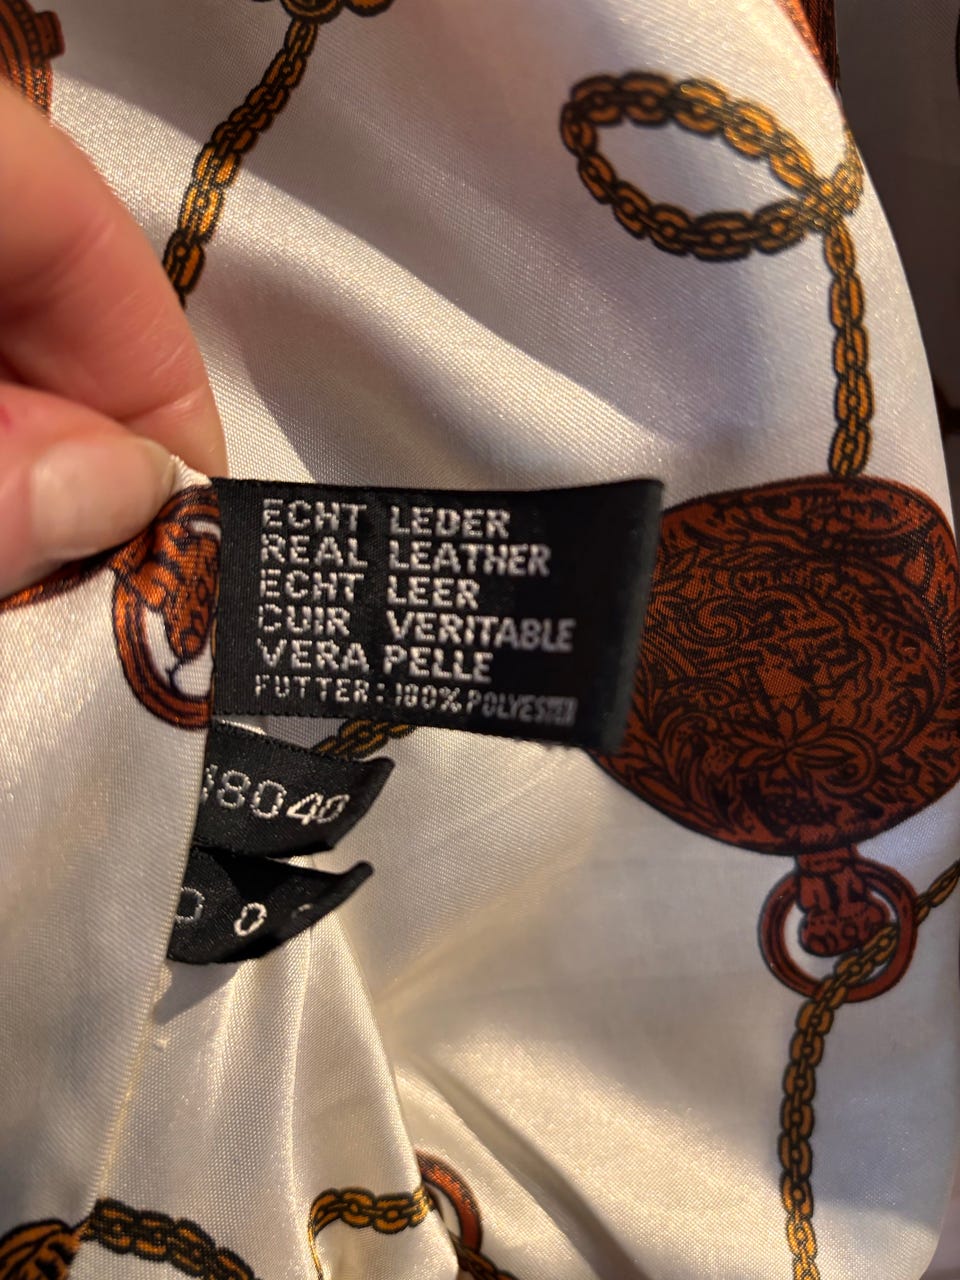 ECHT LEDER
REAL LEATHER
ECHT LEER
CUIR VERITABLE
VERA PELLE
FUTTER: 100% POLYESTER